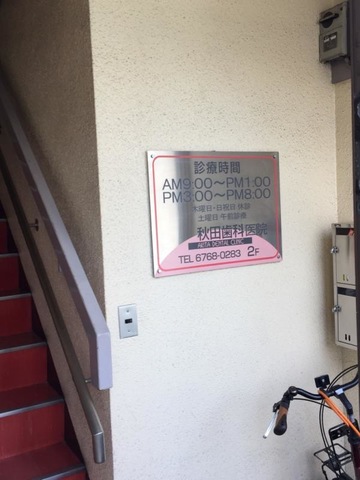 診療時間
AM9:00～PM1:00
PM3:00～PM8:00
木曜日・日祝日 休診
土曜日 午前診療
秋田歯科医院
AKITA DENTAL CLINIC
TEL 6768-0283 2F